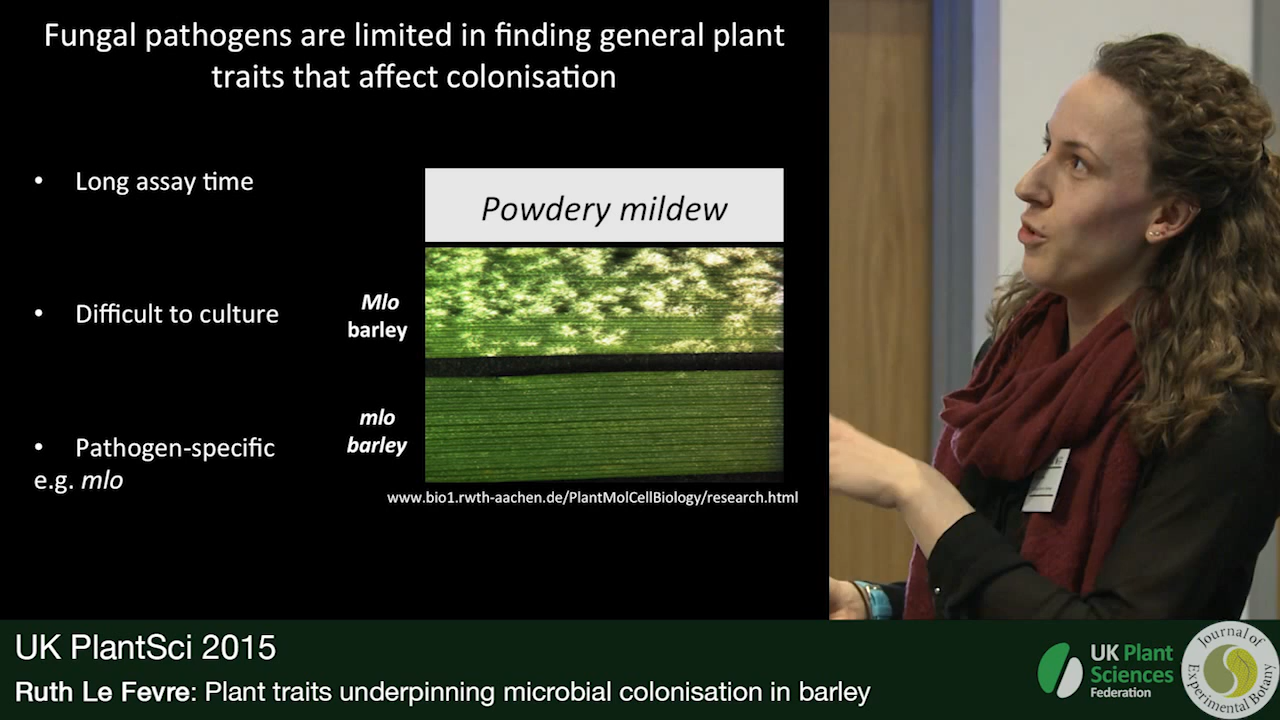 Fungal pathogens are limited in finding general plant
traits that affect colonisation
• Long assay time
• Difficult to culture
• Pathogen-specific
e.g. mlo
Powdery mildew
Mlo
barley
mlo
barley
www.bio1.rwth-aachen.de/PlantMolCellBiology/research.html
UK PlantSci 2015
Ruth Le Fevre: Plant traits underpinning microbial colonisation in barley
UK Plant
Sciences
Federation
Journal of
Experimental Botany